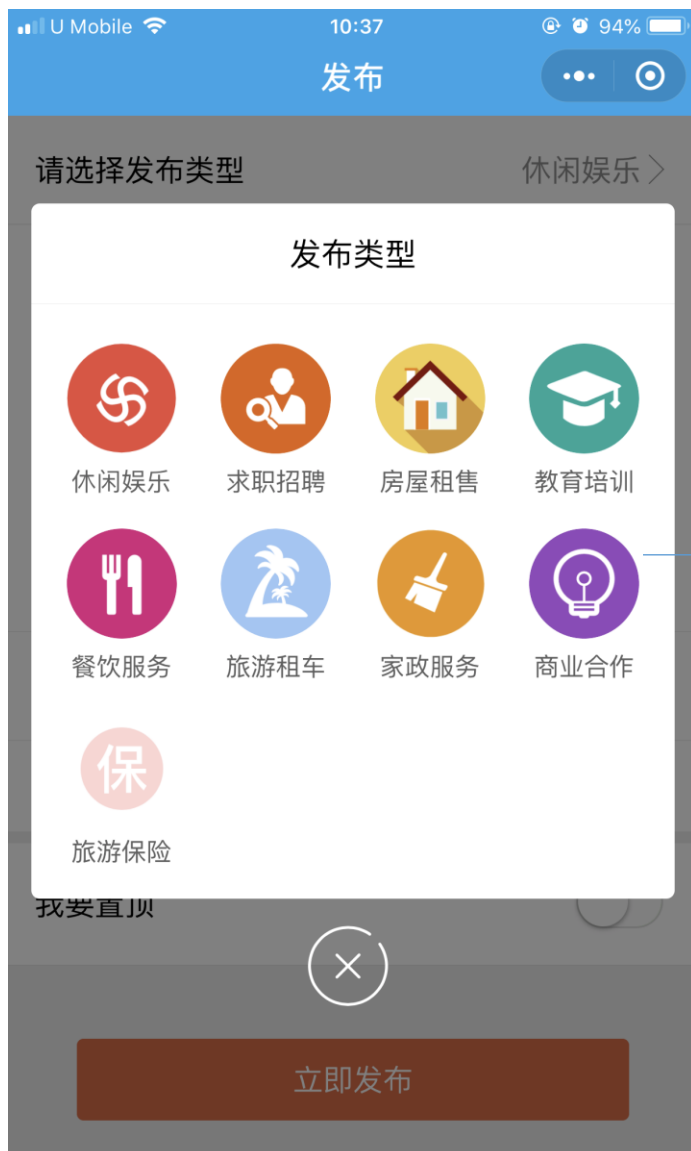 U Mobile 10:37 94%
发布
请选择发布类型 休闲娱乐
发布类型
休闲娱乐 求职招聘 房屋租售 教育培训
餐饮服务 旅游租车 家政服务 商业合作
保
旅游保险
我要置顶
立即发布